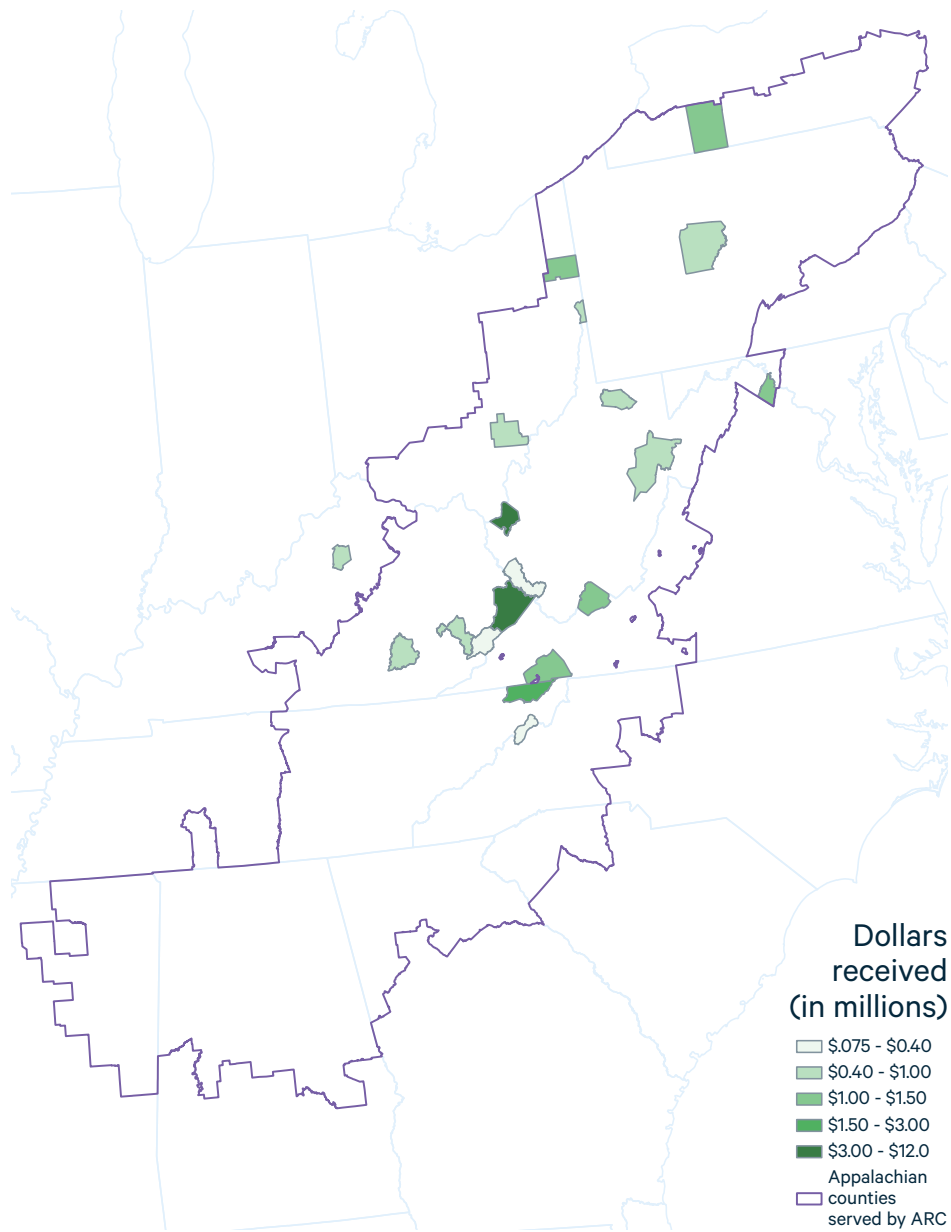 Dollars
received
(in millions)
$.075 - $0.40
$0.40 - $1.00
$1.00 - $1.50
$1.50 - $3.00
$3.00 - $12.0
Appalachian
counties
served by ARC